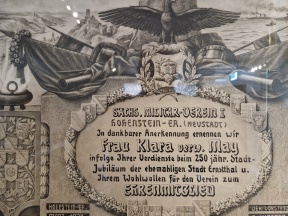 SÄCHS. MILITÄR-VEREIN I
HOHENSTEIN-ER. (NEUSTADT)
In dankbarer Anerkennung ernennen wir
Frau Klara verw. May
infolge Ihrer Verdienste beim 250 jähr. Stadt-
Jubiläum der ehemaligen Stadt Ernstthal u.
Ihrem Wohlwollen für den Verein zum
EHRENMITGLIED